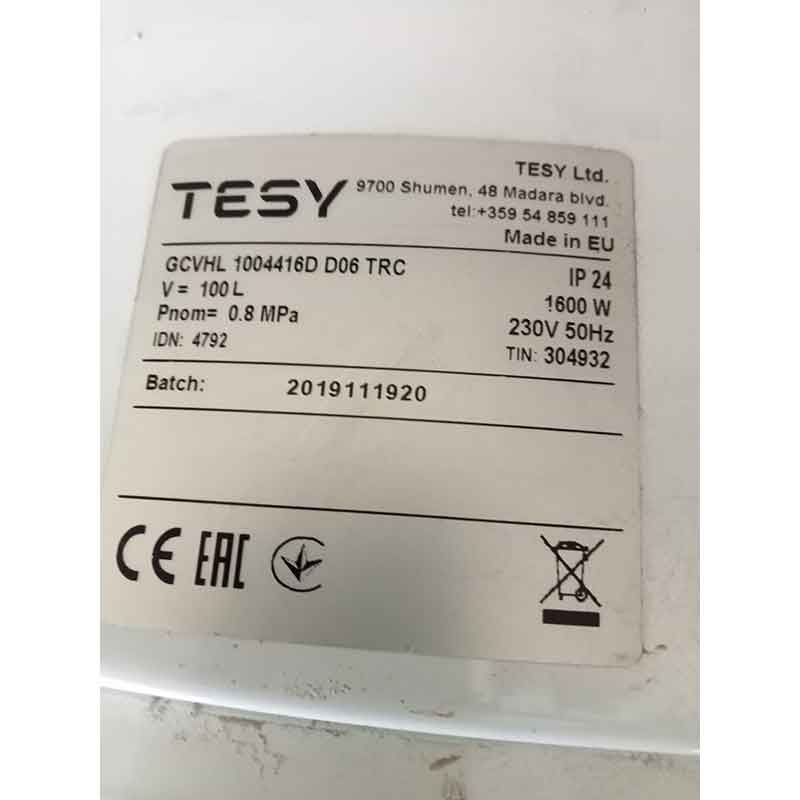 TESY
TESY Ltd.
9700 Shumen, 48 Madara blvd.
tel:+359 54 859 111
Made in EU
GCVHL 1004416D D06 TRC
IP 24
V = 100 L
1600 W
Pnom= 0.8 MPa
230V 50Hz
IDN: 4792
TIN: 304932
Batch: 2019111920
CE EAC